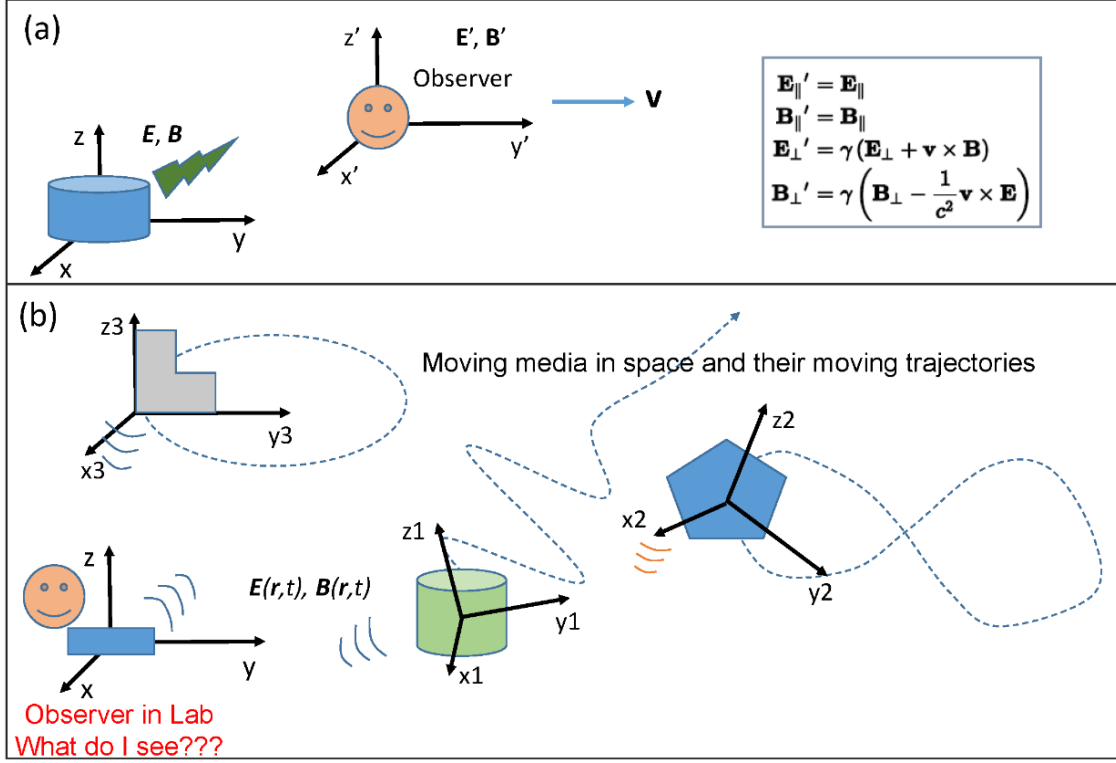 (a)
z’
E’, B’
Observer
v
y’
x’
z
E, B
y
x
E∥′ = E∥
B∥′ = B∥
E⊥′ = γ(E⊥ + v × B)
B⊥′ = γ(B⊥ − 1/c² v × E)
(b)
z3
y3
x3
Moving media in space and their moving trajectories
z2
x2
y2
z1
y1
x1
z
E(r,t), B(r,t)
y
x
Observer in Lab
What do I see???